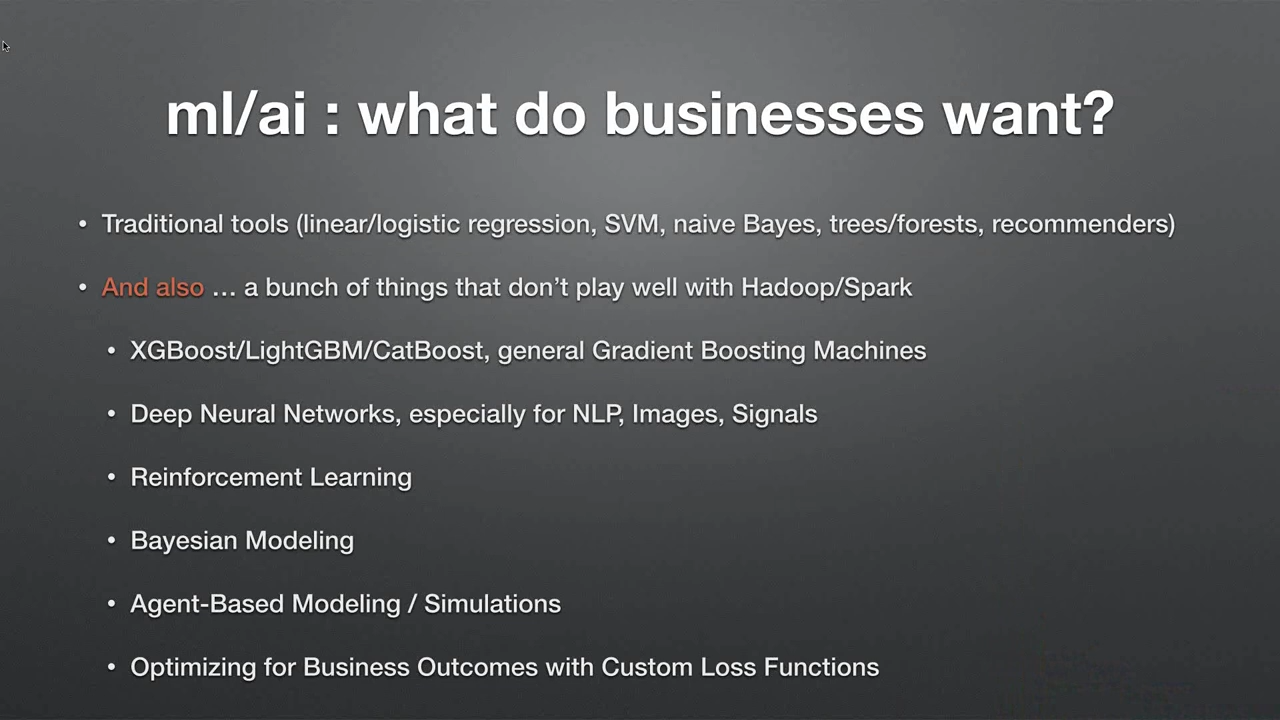 ml/ai : what do businesses want?
• Traditional tools (linear/logistic regression, SVM, naive Bayes, trees/forests, recommenders)
• And also … a bunch of things that don’t play well with Hadoop/Spark
• XGBoost/LightGBM/CatBoost, general Gradient Boosting Machines
• Deep Neural Networks, especially for NLP, Images, Signals
• Reinforcement Learning
• Bayesian Modeling
• Agent-Based Modeling / Simulations
• Optimizing for Business Outcomes with Custom Loss Functions